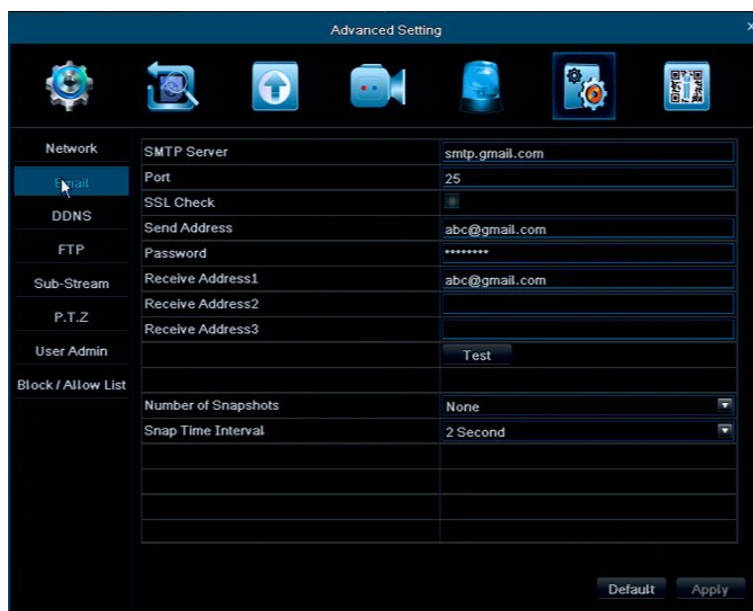 Advanced Setting
x
Network
Email
DDNS
FTP
Sub-Stream
P.T.Z
User Admin
Block / Allow List
SMTP Server smtp.gmail.com
Port 25
SSL Check
Send Address abc@gmail.com
Password ********
Receive Address1 abc@gmail.com
Receive Address2
Receive Address3
Test
Number of Snapshots None
Snap Time Interval 2 Second
Default Apply